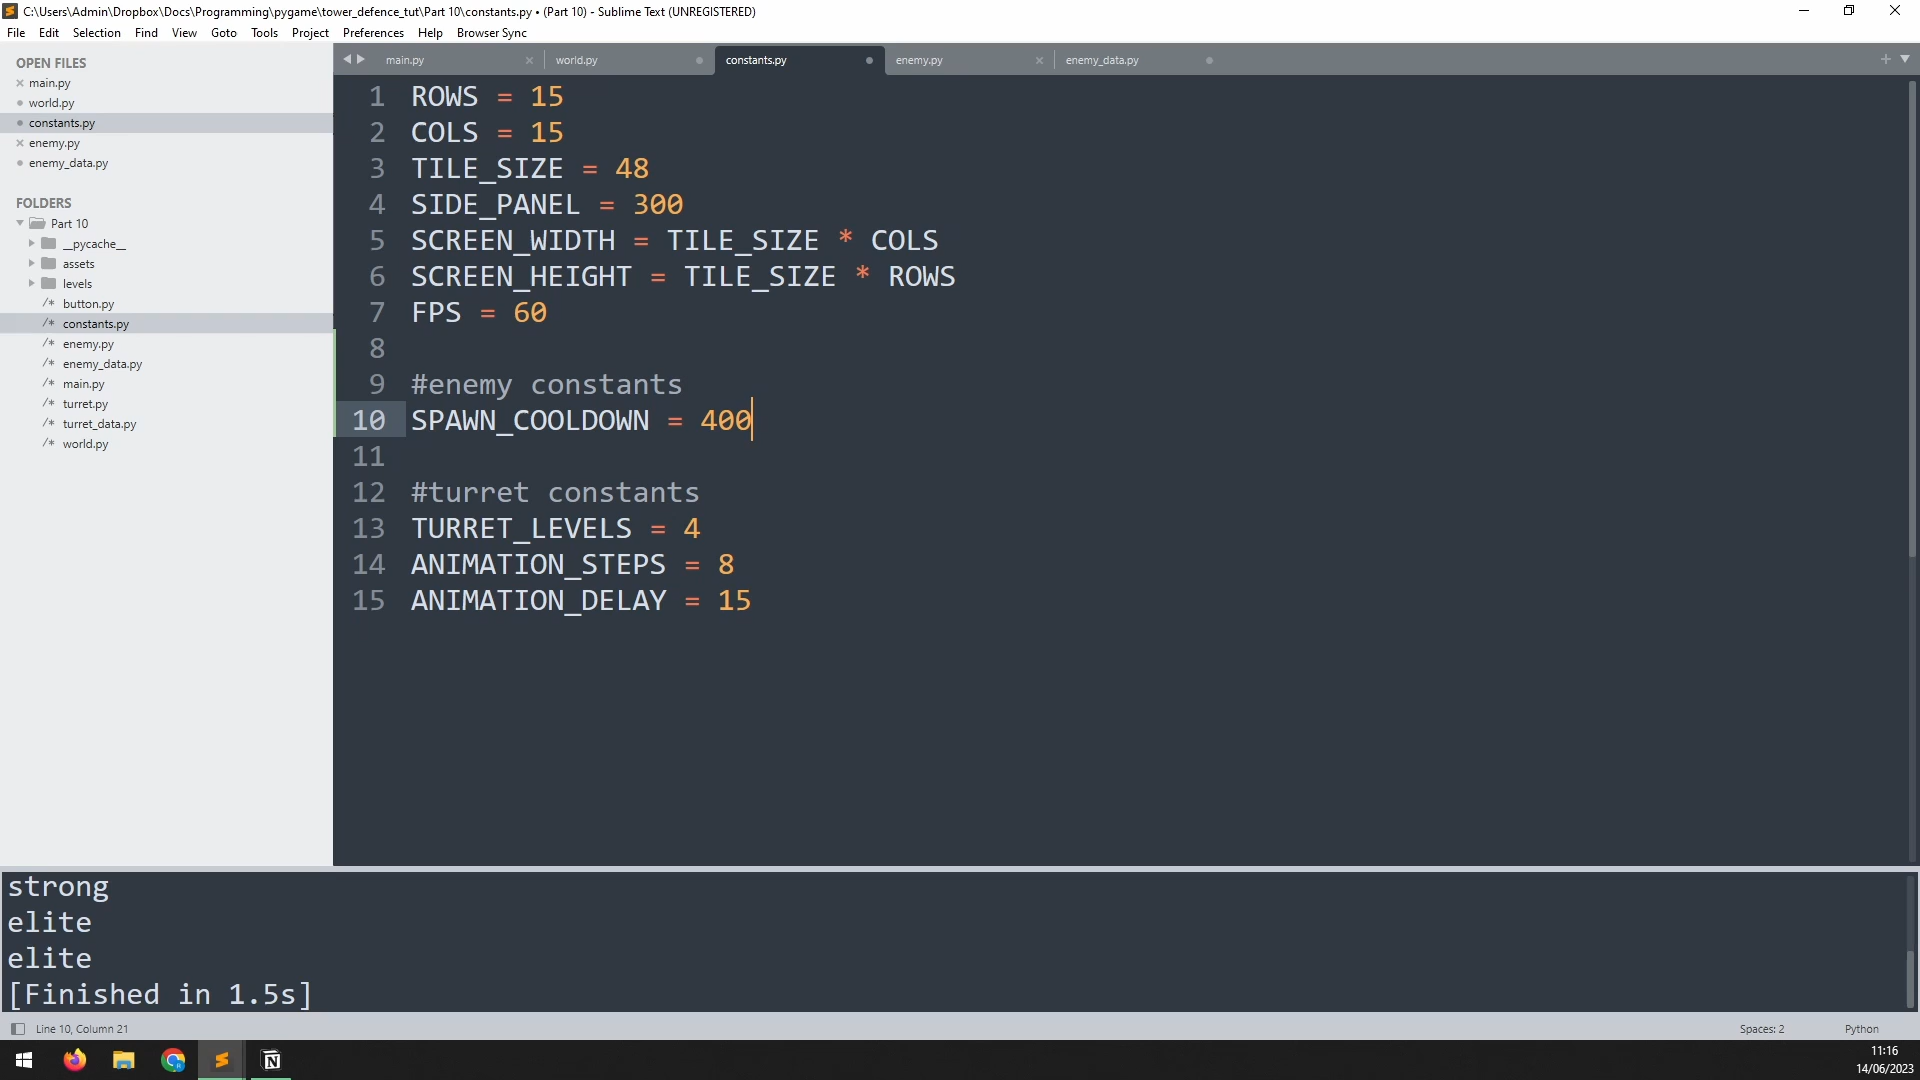 C:\Users\Admin\Dropbox\Docs\Programming\pygame\tower_defence_tut\Part 10\constants.py • (Part 10) - Sublime Text (UNREGISTERED)
File Edit Selection Find View Goto Tools Project Preferences Help Browser Sync
OPEN FILES
main.py
world.py
constants.py
enemy.py
enemy_data.py
FOLDERS
Part 10
__pycache__
assets
levels
/* button.py
/* constants.py
/* enemy.py
/* enemy_data.py
/* main.py
/* turret.py
/* turret_data.py
/* world.py
main.py world.py constants.py enemy.py enemy_data.py
1 ROWS = 15
2 COLS = 15
3 TILE_SIZE = 48
4 SIDE_PANEL = 300
5 SCREEN_WIDTH = TILE_SIZE * COLS
6 SCREEN_HEIGHT = TILE_SIZE * ROWS
7 FPS = 60
8
9 #enemy constants
10 SPAWN_COOLDOWN = 400
11
12 #turret constants
13 TURRET_LEVELS = 4
14 ANIMATION_STEPS = 8
15 ANIMATION_DELAY = 15
strong
elite
elite
[Finished in 1.5s]
Line 10, Column 21 Spaces: 2 Python
11:16
14/06/2023